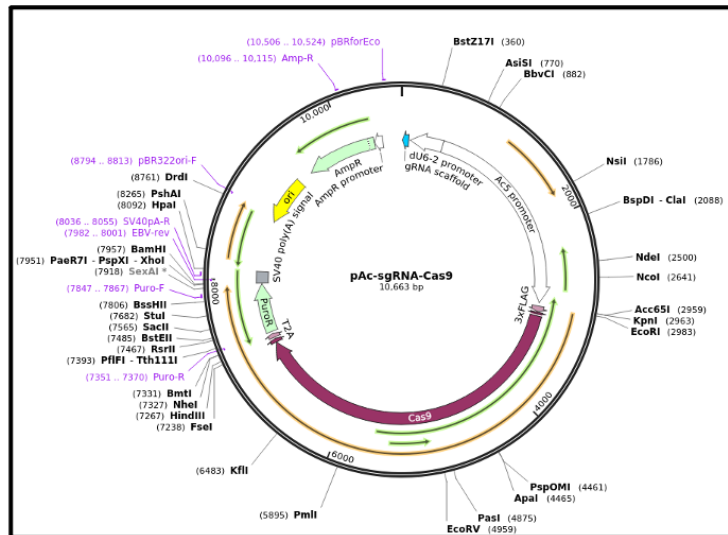 (10,506 .. 10,524) pBRforEco
(10,096 .. 10,115) Amp-R
BstZ17I (360)
AsiSI (770)
BbvCI (882)
NsiI (1786)
BspDI - ClaI (2088)
NdeI (2500)
NcoI (2641)
Acc65I (2959)
KpnI (2963)
EcoRI (2983)
PspOMI (4461)
ApaI (4465)
PasI (4875)
EcoRV (4959)
(5895) PmlI
(6483) KflI
(8794 .. 8813) pBR322ori-F
(8761) DrdI
(8265) PshAI
(8092) HpaI
(8036 .. 8055) SV40pA-R
(7982 .. 8001) EBV-rev
(7957) BamHI
(7951) PaeR7I - PspXI - XhoI
(7918) SexAI *
(7847 .. 7867) Puro-F
(7806) BssHII
(7682) StuI
(7565) SacII
(7485) BstEII
(7467) RsrII
(7393) PflFI - Tth111I
(7351 .. 7370) Puro-R
(7331) BmtI
(7327) NheI
(7267) HindIII
(7238) FseI
10,000
2000
4000
6000
8000
AmpR
AmpR promoter
ori
SV40 poly(A) signal
PuroR
T2A
dU6-2 promoter
gRNA scaffold
Ac5 promoter
3xFLAG
Cas9
pAc-sgRNA-Cas9
10,663 bp